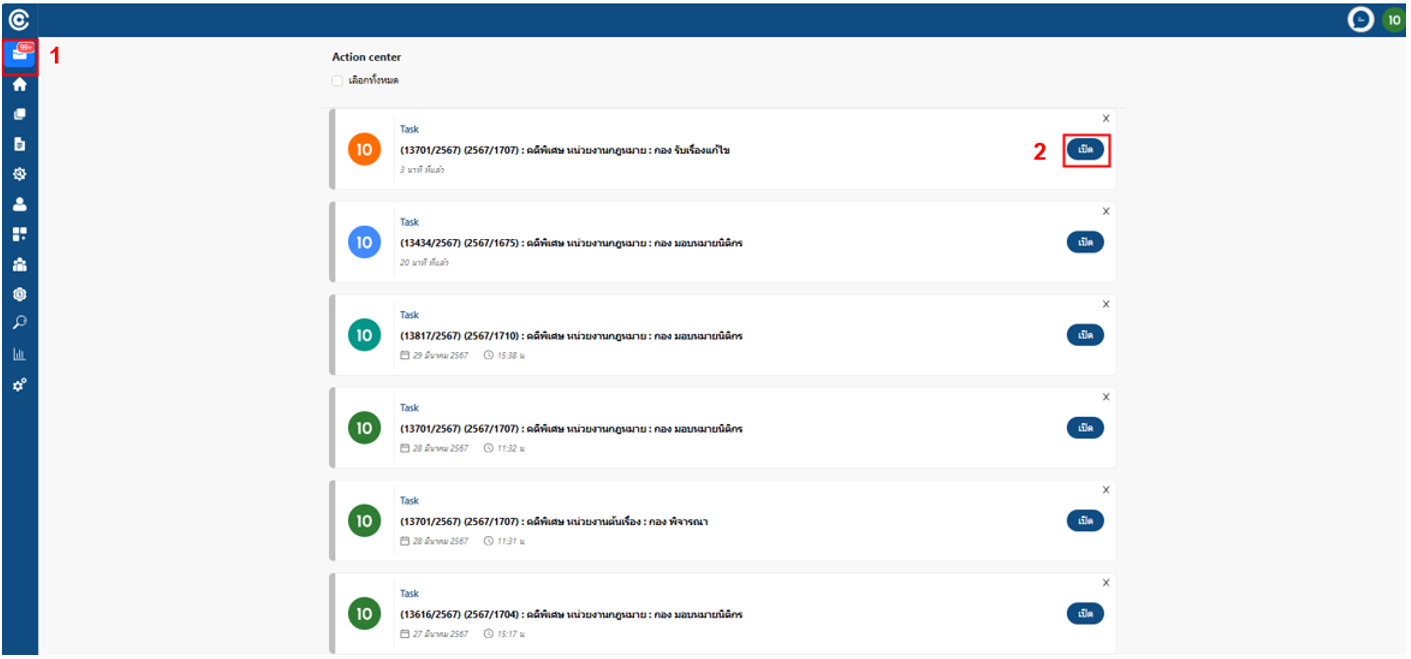 10
99+
1
Action center
เลือกทั้งหมด
X
Task
10
(13701/2567) (2567/1707) : คดีพิเศษ หน่วยงานกฎหมาย : กอง รับเรื่องแก้ไข
2
เปิด
3 นาที ที่แล้ว
X
Task
10
(13434/2567) (2567/1675) : คดีพิเศษ หน่วยงานกฎหมาย : กอง มอบหมายนิติกร
เปิด
20 นาที ที่แล้ว
X
Task
10
(13817/2567) (2567/1710) : คดีพิเศษ หน่วยงานกฎหมาย : กอง มอบหมายนิติกร
เปิด
29 มีนาคม 2567 15:38 น.
X
Task
10
(13701/2567) (2567/1707) : คดีพิเศษ หน่วยงานกฎหมาย : กอง มอบหมายนิติกร
เปิด
28 มีนาคม 2567 11:32 น.
X
Task
10
(13701/2567) (2567/1707) : คดีพิเศษ หน่วยงานต้นเรื่อง : กอง พิจารณา
เปิด
28 มีนาคม 2567 11:31 น.
X
Task
10
(13616/2567) (2567/1704) : คดีพิเศษ หน่วยงานกฎหมาย : กอง มอบหมายนิติกร
เปิด
27 มีนาคม 2567 15:17 น.